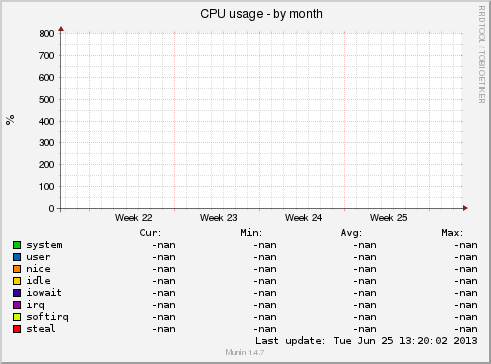 CPU usage - by month
RRDTOOL / TOBI OETIKER
%
800
700
600
500
400
300
200
100
0
Week 22 Week 23 Week 24 Week 25
Cur: Min: Avg: Max:
system -nan -nan -nan -nan
user -nan -nan -nan -nan
nice -nan -nan -nan -nan
idle -nan -nan -nan -nan
iowait -nan -nan -nan -nan
irq -nan -nan -nan -nan
softirq -nan -nan -nan -nan
steal -nan -nan -nan -nan
Last update: Tue Jun 25 13:20:02 2013
Munin 1.4.7